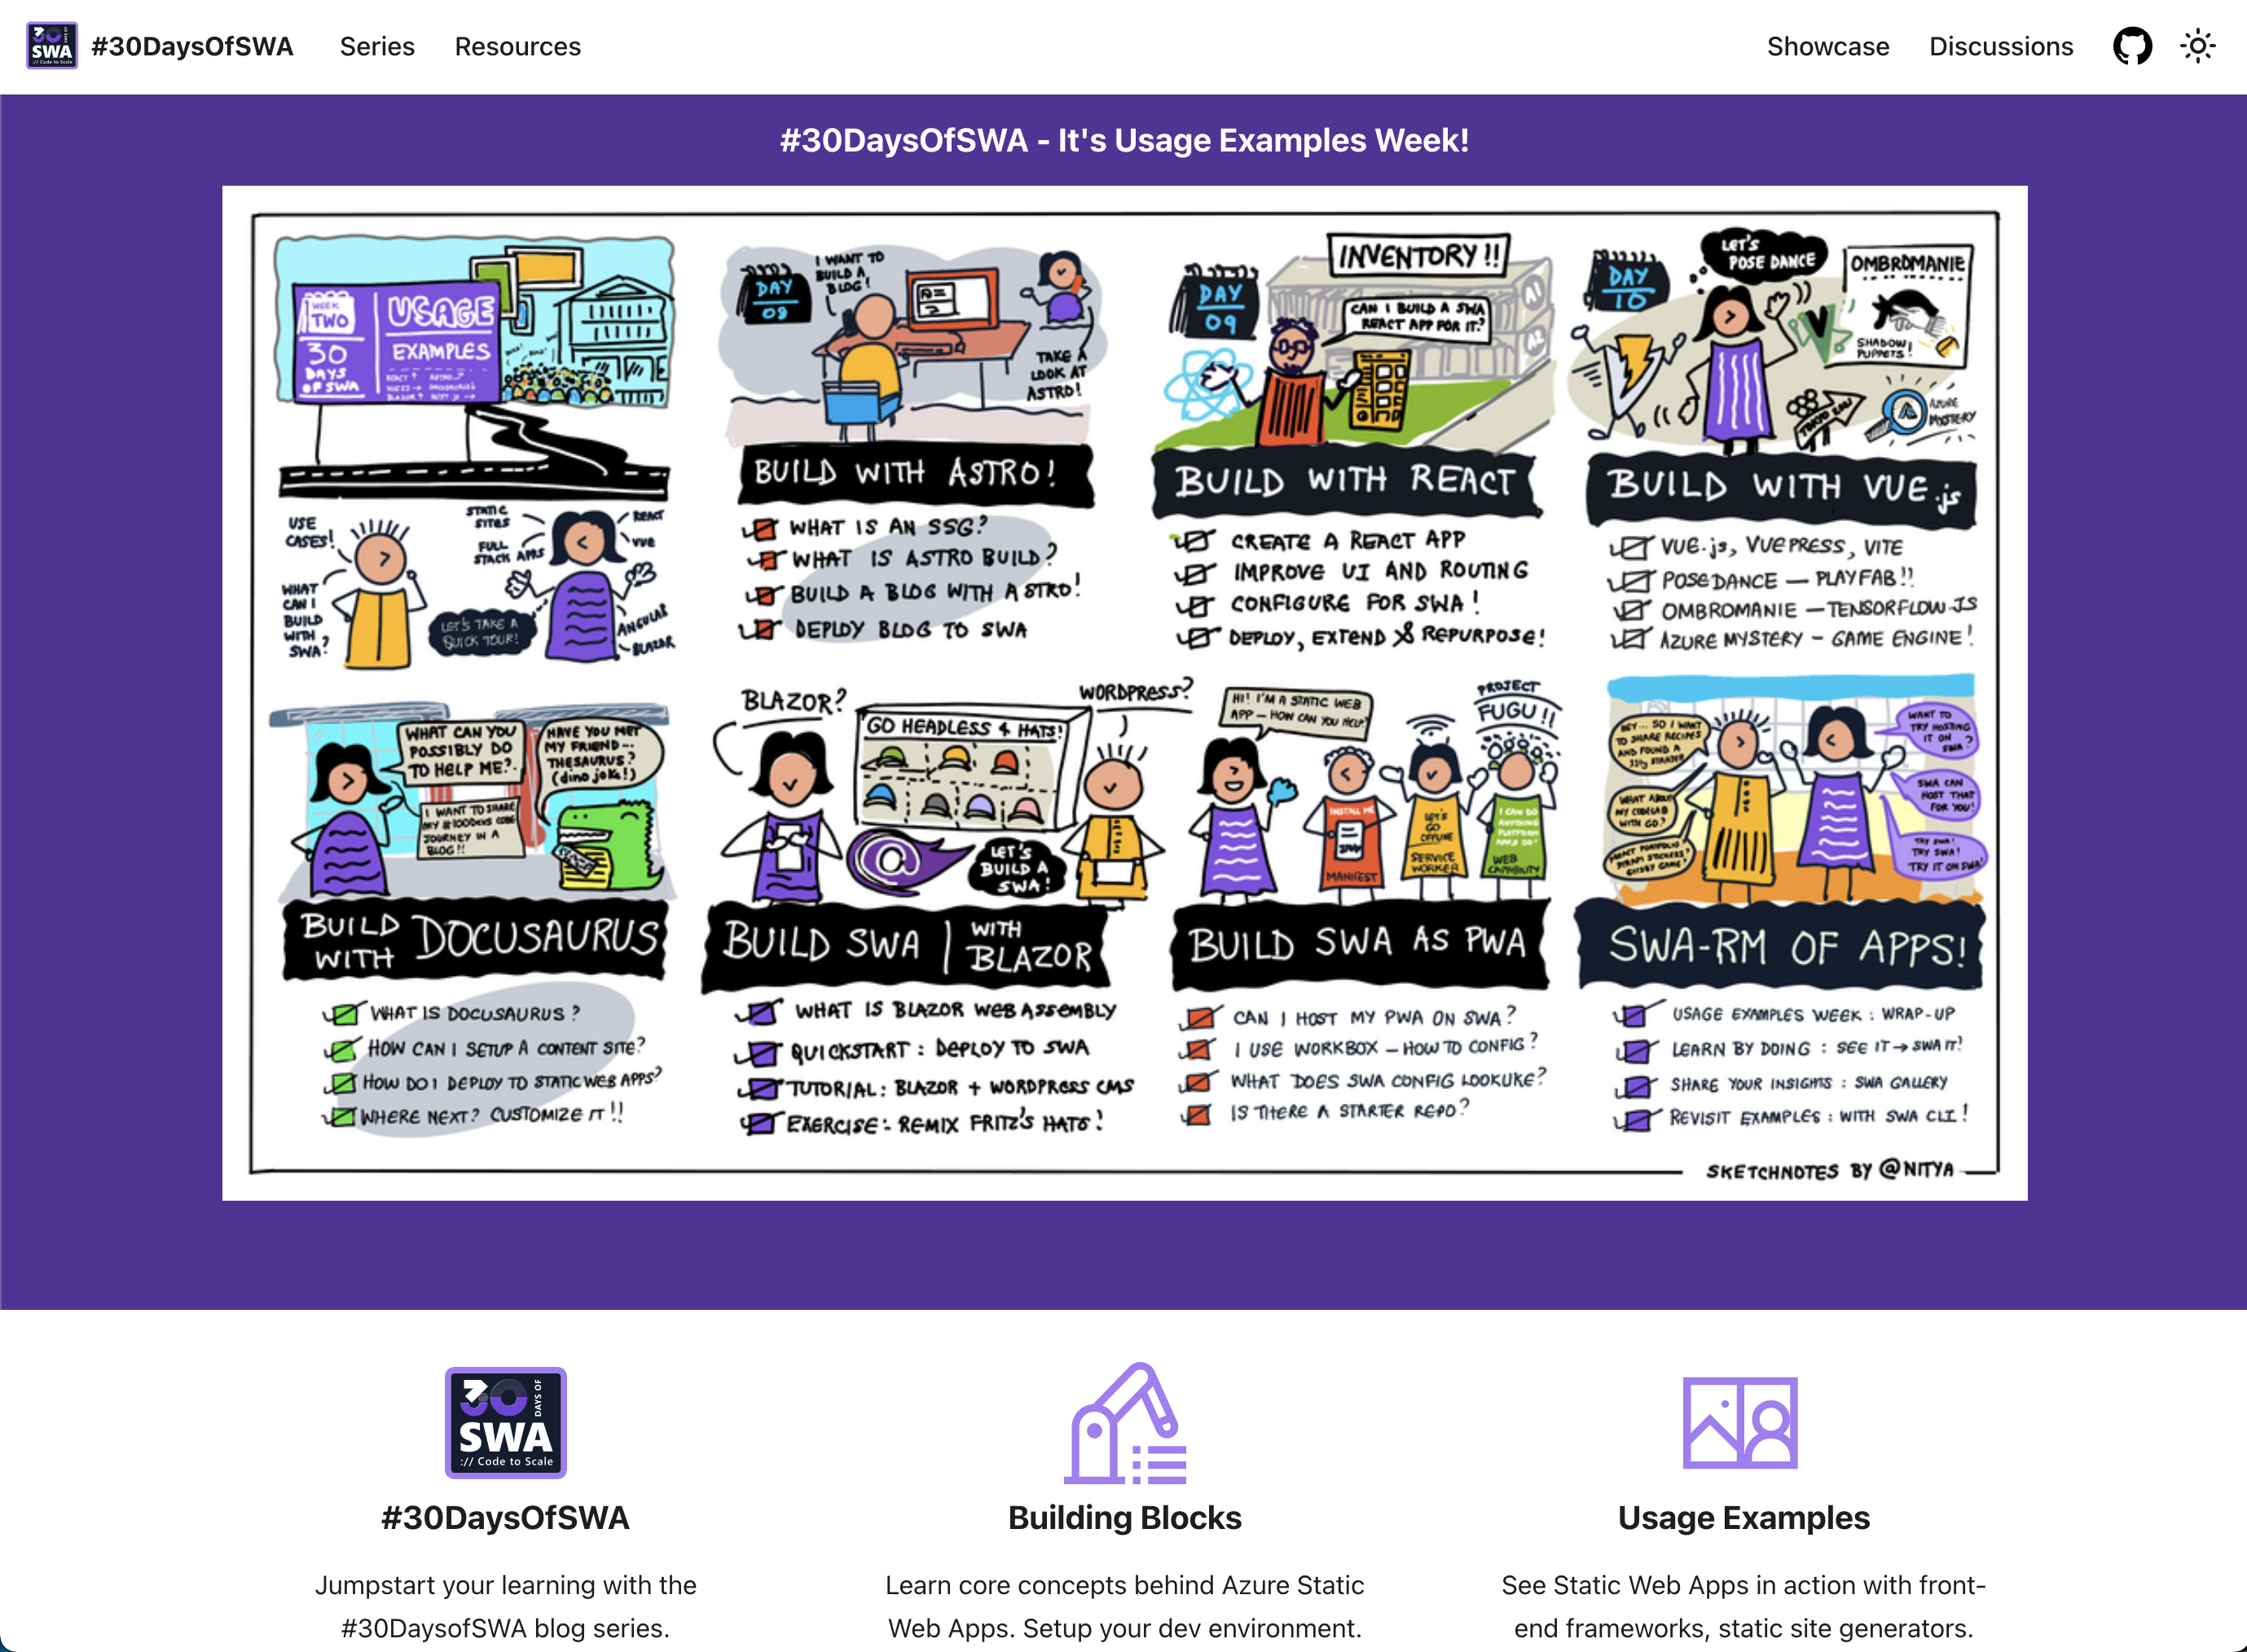 30 DAYS OF
SWA
:// Code to Scale
#30DaysOfSWA
Series
Resources
Showcase
Discussions
#30DaysOfSWA - It's Usage Examples Week!
WEEK
TWO
30
DAYS
OF SWA
USAGE
EXAMPLES
USE
CASES!
WHAT
CAN I
BUILD
WITH
SWA?
STATIC
SITES
FULL
STACK APPS
REACT
VUE
ANGULAR
BLAZOR
LET'S TAKE A
QUICK TOUR!
DAY
08
I WANT TO
BUILD A
BLOG!
TAKE A
LOOK AT
ASTRO!
BUILD WITH ASTRO!
WHAT IS AN SSG?
WHAT IS ASTRO BUILD?
BUILD A BLOG WITH ASTRO!
DEPLOY BLOG TO SWA
INVENTORY!!
DAY
09
CAN I BUILD A SWA
REACT APP FOR IT?
A1
A2
BUILD WITH REACT
CREATE A REACT APP
IMPROVE UI AND ROUTING
CONFIGURE FOR SWA!
DEPLOY, EXTEND & REPURPOSE!
DAY
10
LET'S
POSE DANCE
OMBROMANIE
SHADOW
PUPPETS!
AZURE
MYSTERY
BUILD WITH VUE.js
VUE.js, VUEPRESS, VITE
POSEDANCE — PLAYFAB!!
OMBROMANIE — TENSORFLOW.JS
AZURE MYSTERY - GAME ENGINE!
WHAT CAN YOU
POSSIBLY DO
TO HELP ME?.
HAVE YOU MET
MY FRIEND—
THESAURUS?
(dino joke!)
I WANT TO SHARE
MY #100DAYS CODE
JOURNEY IN A
BLOG!!
BUILD
WITH DOCUSAURUS
WHAT IS DOCUSAURUS?
HOW CAN I SETUP A CONTENT SITE?
HOW DO I DEPLOY TO STATIC WEB APPS?
WHERE NEXT? CUSTOMIZE IT!!
BLAZOR?
WORDPRESS?
GO HEADLESS 4 HATS!
@
LET'S
BUILD A
SWA!
BUILD SWA | WITH
BLAZOR
WHAT IS BLAZOR WEBASSEMBLY
QUICKSTART: DEPLOY TO SWA
TUTORIAL: BLAZOR + WORDPRESS CMS
EXERCISE: REMIX FRITZ'S HATS!
HI! I'M A STATIC WEB
APP — HOW CAN YOU HELP?
PROJECT
FUGU!!
INSTALL ME
MANIFEST
LET'S
GO
OFFLINE
SERVICE
WORKER
I CAN DO
ANYTHING
PLATFORM
APPS DO!
WEB
CAPABILITY
BUILD SWA AS PWA
CAN I HOST MY PWA ON SWA?
I USE WORKBOX — HOW TO CONFIG?
WHAT DOES SWA CONFIG LOOK LIKE?
IS THERE A STARTER REPO?
HEY... SO I WANT
TO SHARE RECIPES
AND FOUND A
11ty STARTER
WHAT ABOUT
MY CODELAB
WITH GO?
WANT TO
TRY HOSTING
IT ON
SWA?
SWA CAN
HOST THAT
FOR YOU!
TRY SWA!
TRY SWA!
TRY IT ON SWA!
SWA-RM OF APPS!
USAGE EXAMPLES WEEK: WRAP-UP
LEARN BY DOING: SEE IT → SWA IT!
SHARE YOUR INSIGHTS: SWA GALLERY
REVISIT EXAMPLES: WITH SWA CLI!
SKETCHNOTES BY @NITYA
30 DAYS OF
SWA
:// Code to Scale
#30DaysOfSWA
Jumpstart your learning with the
#30DaysofSWA blog series.
Building Blocks
Learn core concepts behind Azure Static
Web Apps. Setup your dev environment.
Usage Examples
See Static Web Apps in action with front-
end frameworks, static site generators.